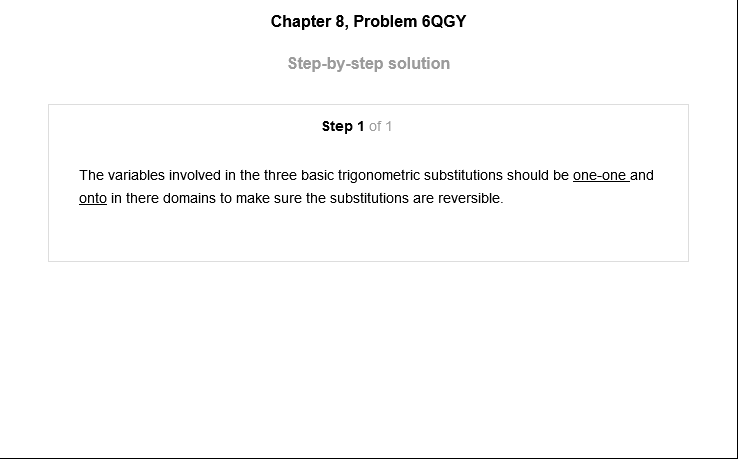 Chapter 8, Problem 6QGY
Step-by-step solution
Step 1 of 1
The variables involved in the three basic trigonometric substitutions should be one-one and
onto in there domains to make sure the substitutions are reversible.